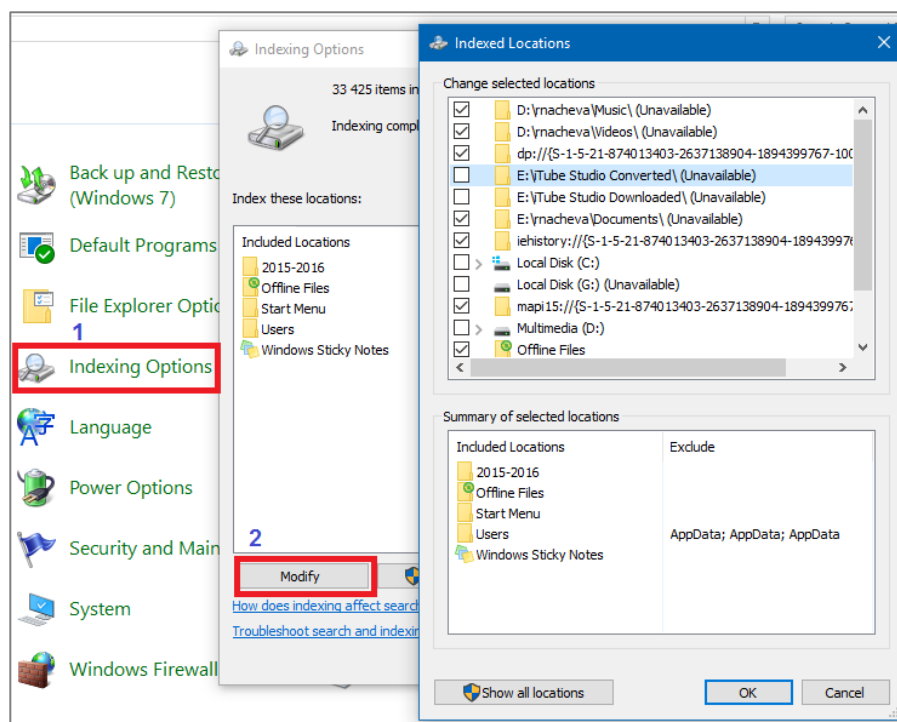 Back up and Resto
(Windows 7)
Default Programs
File Explorer Optic
1
Indexing Options
Language
Power Options
Security and Main
System
Windows Firewall
Indexing Options
33 425 items in
Indexing compl
Index these locations:
Included Locations
2015-2016
Offline Files
Start Menu
Users
Windows Sticky Notes
2
Modify
How does indexing affect search
Troubleshoot search and indexin
Indexed Locations
Change selected locations
D:\rnacheva\Music\ (Unavailable)
D:\rnacheva\Videos\ (Unavailable)
dp://{S-1-5-21-874013403-2637138904-1894399767-100
E:\iTube Studio Converted\ (Unavailable)
E:\iTube Studio Downloaded\ (Unavailable)
E:\rnacheva\Documents\ (Unavailable)
iehistory://{S-1-5-21-874013403-2637138904-189439976
Local Disk (C:)
Local Disk (G:) (Unavailable)
mapi15://{S-1-5-21-874013403-2637138904-1894399767
Multimedia (D:)
Offline Files
Summary of selected locations
Included Locations Exclude
2015-2016
Offline Files
Start Menu
Users AppData; AppData; AppData
Windows Sticky Notes
Show all locations OK Cancel